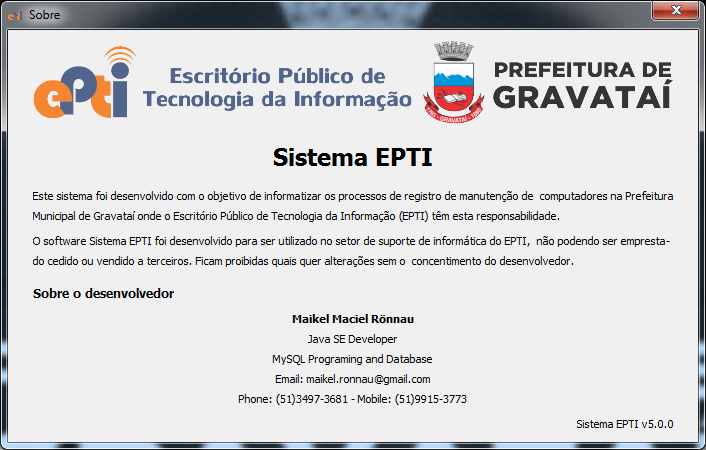 Sobre
epti
Escritório Público de
Tecnologia da Informação
PREFEITURA DE
GRAVATAÍ
GRAVATAÍ
Sistema EPTI
Este sistema foi desenvolvido com o objetivo de informatizar os processos de registro de manutenção de computadores na Prefeitura
Municipal de Gravataí onde o Escritório Público de Tecnologia da Informação (EPTI) têm esta responsabilidade.
O software Sistema EPTI foi desenvolvido para ser utilizado no setor de suporte de informática do EPTI, não podendo ser empresta-
do cedido ou vendido a terceiros. Ficam proibidas quais quer alterações sem o concentimento do desenvolvedor.
Sobre o desenvolvedor
Maikel Maciel Rönnau
Java SE Developer
MySQL Programing and Database
Email: maikel.ronnau@gmail.com
Phone: (51)3497-3681 - Mobile: (51)9915-3773
Sistema EPTI v5.0.0